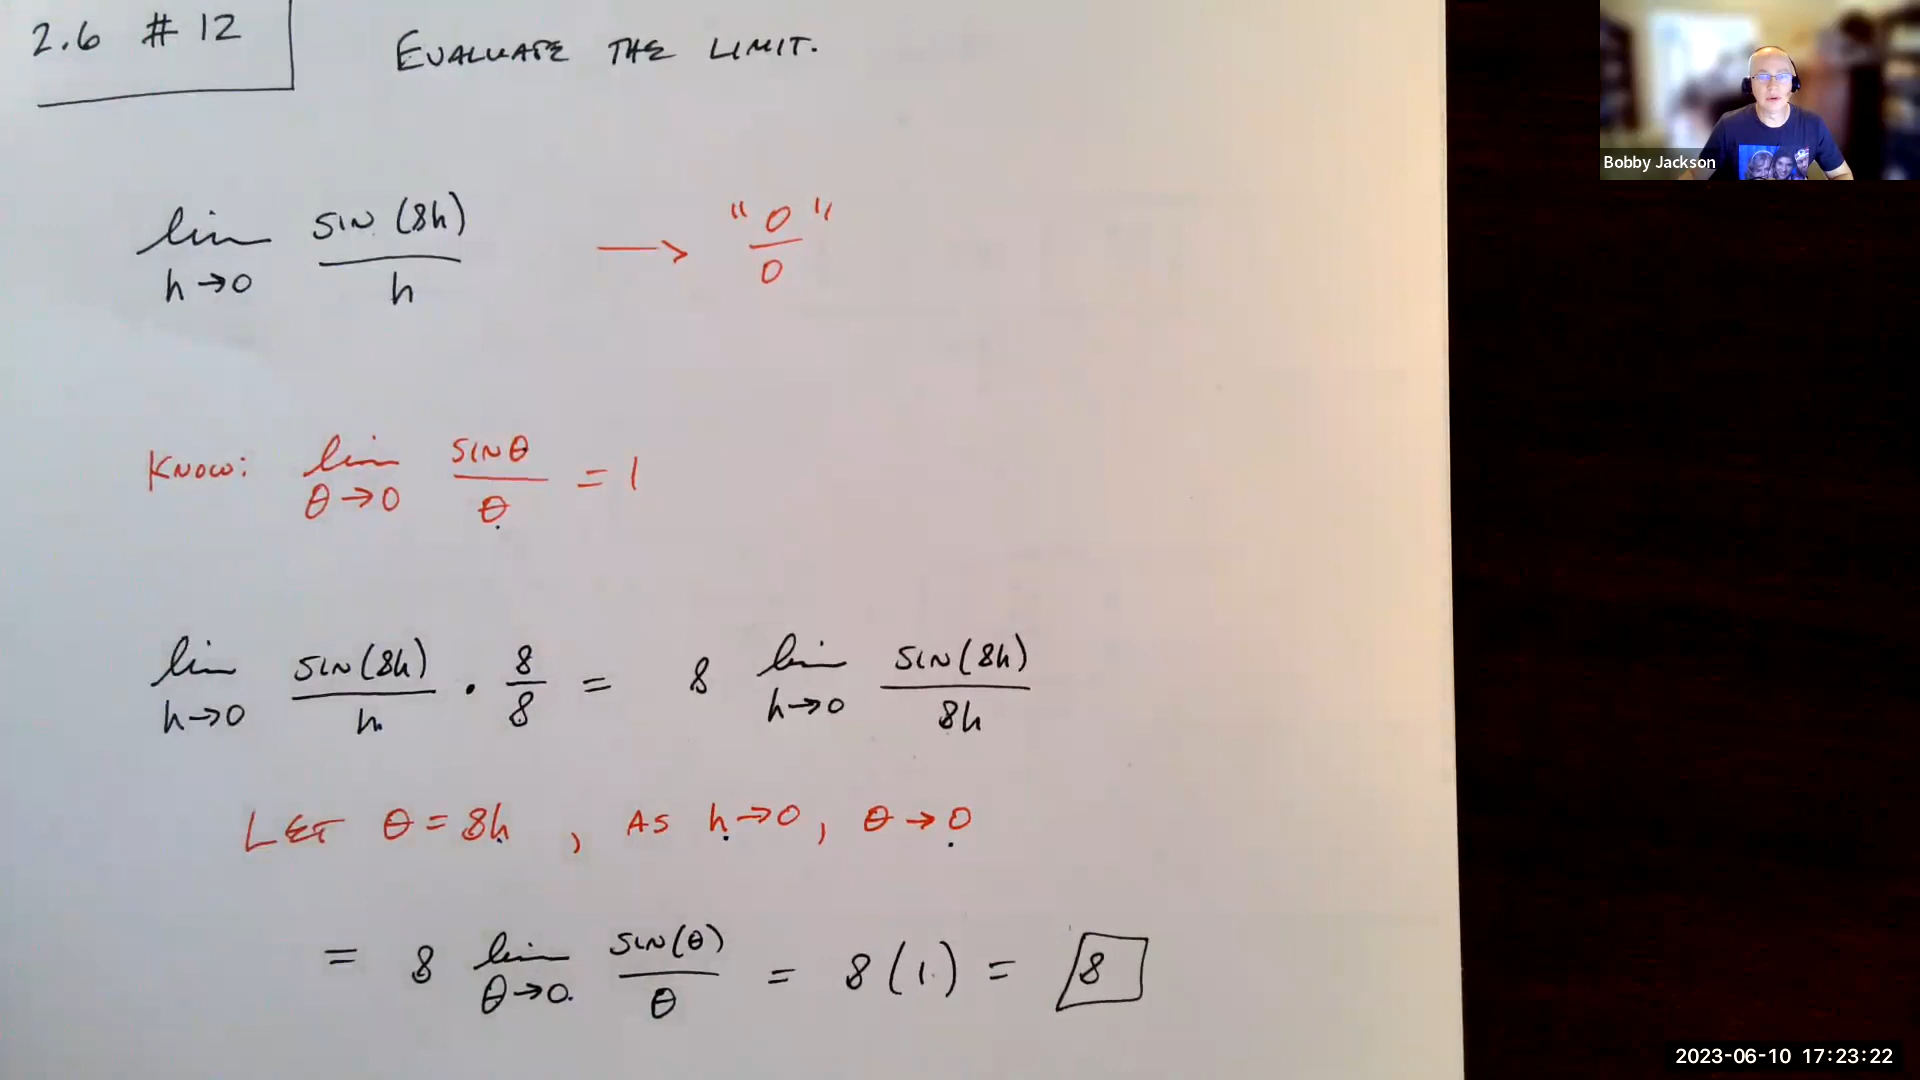 2.6 # 12
EVALUATE THE LIMIT.
lim h→0 sin(8h)/h → "0/0"
KNOW: lim θ→0 sinθ/θ = 1
lim h→0 sin(8h)/h · 8/8 = 8 lim h→0 sin(8h)/8h
LET θ = 8h , AS h→0, θ→0
= 8 lim θ→0 sin(θ)/θ = 8(1) = 8
Bobby Jackson
2023-06-10 17:23:22